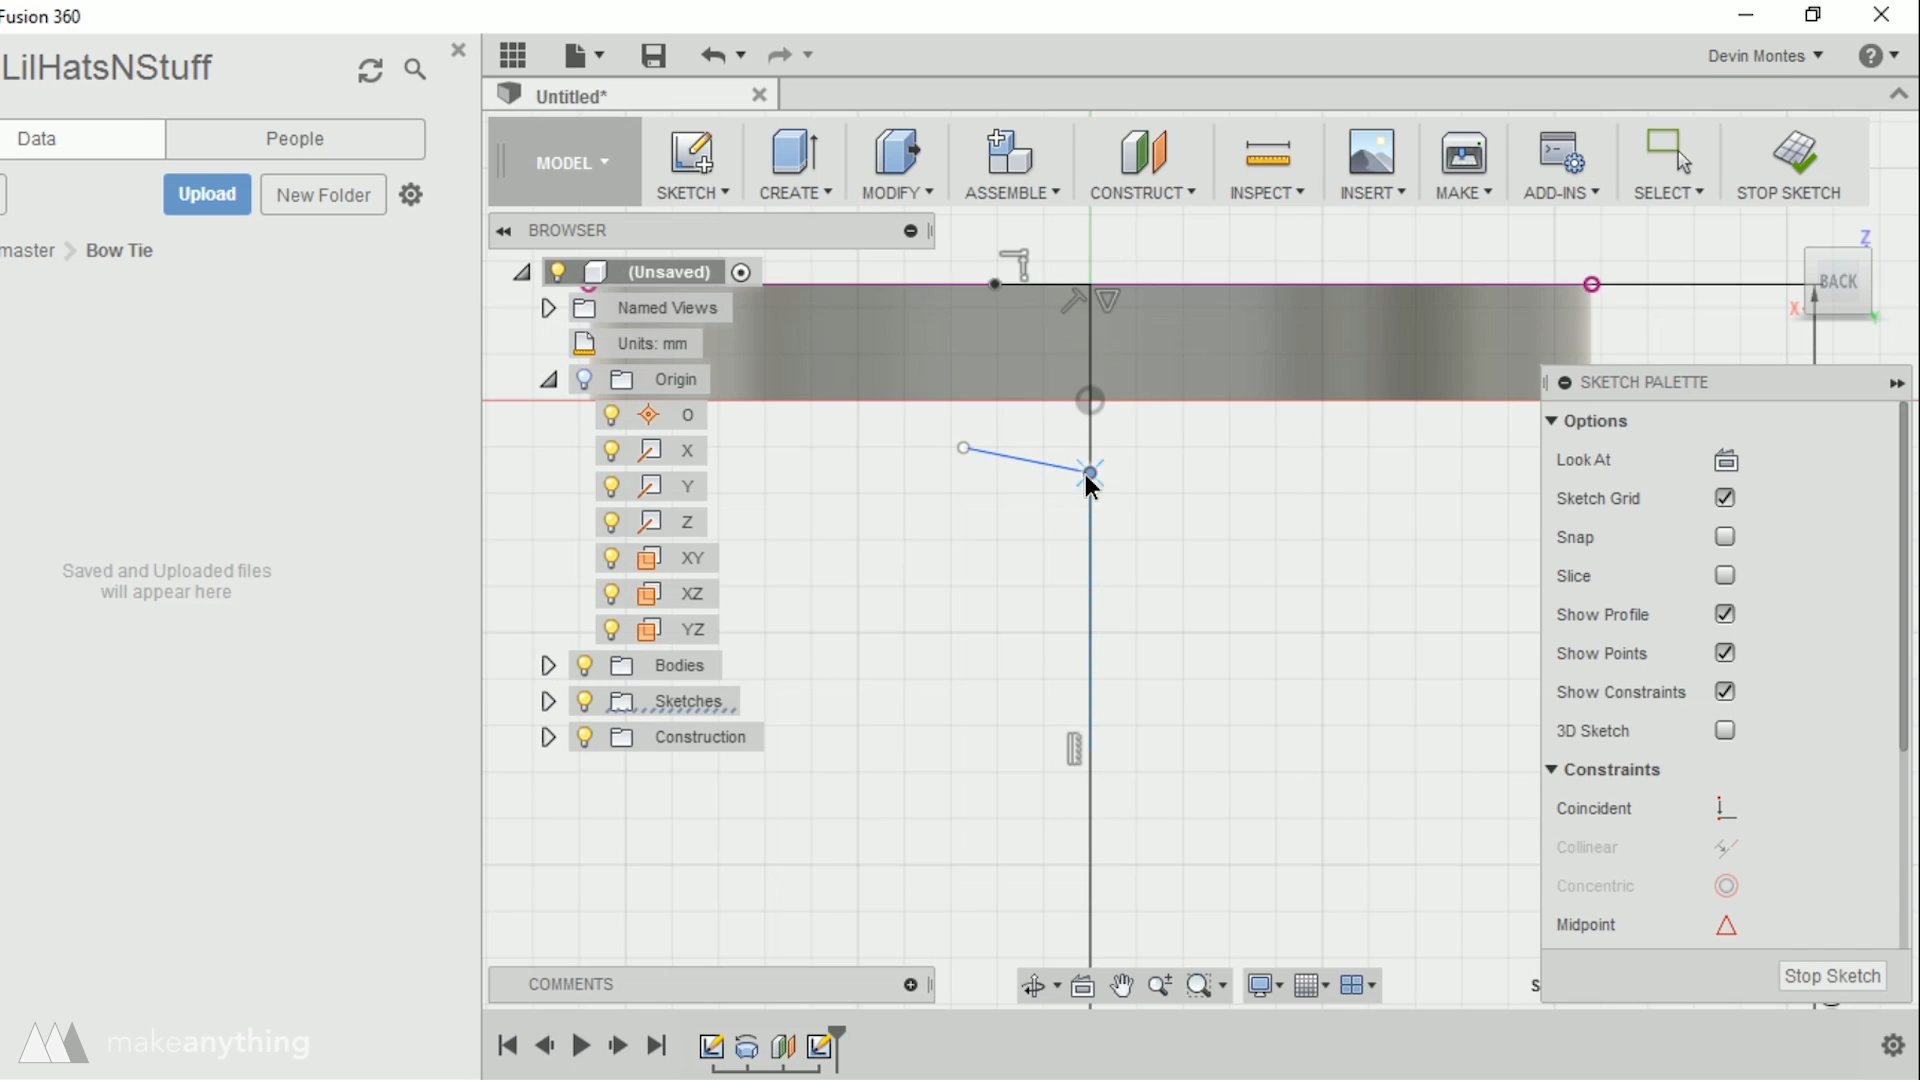 Fusion 360
LilHatsNStuff
Devin Montes
Untitled*
Data
People
MODEL
SKETCH
CREATE
MODIFY
ASSEMBLE
CONSTRUCT
INSPECT
INSERT
MAKE
ADD-INS
SELECT
STOP SKETCH
Upload
New Folder
master
Bow Tie
BROWSER
(Unsaved)
Named Views
Units: mm
Origin
O
X
Y
Z
XY
XZ
YZ
Bodies
Sketches
Construction
Saved and Uploaded files
will appear here
Z
BACK
X
Y
SKETCH PALETTE
Options
Look At
Sketch Grid
Snap
Slice
Show Profile
Show Points
Show Constraints
3D Sketch
Constraints
Coincident
Collinear
Concentric
Midpoint
Stop Sketch
COMMENTS
S
makeanything